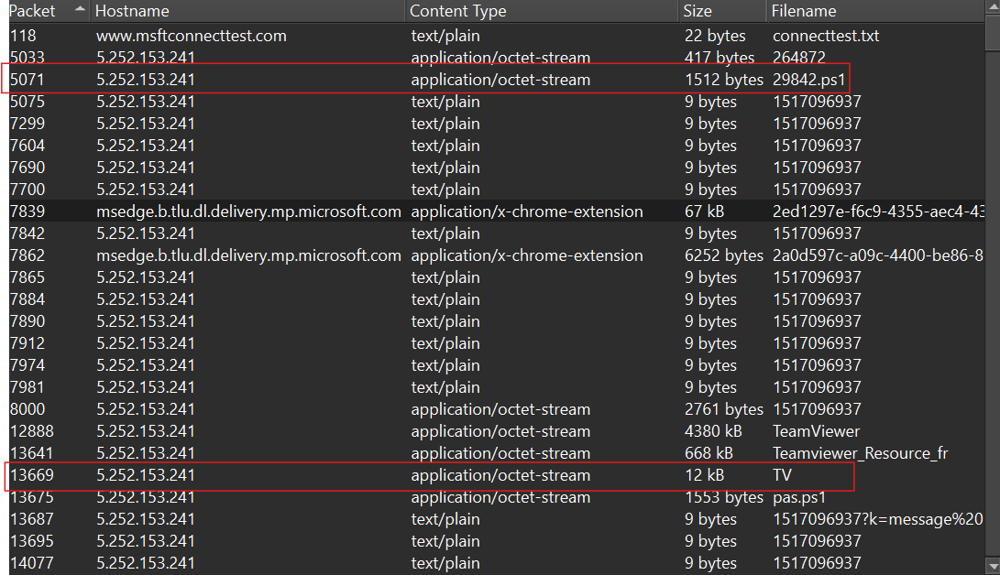 Packet Hostname Content Type Size Filename
118 www.msftconnecttest.com text/plain 22 bytes connecttest.txt
5033 5.252.153.241 application/octet-stream 417 bytes 264872
5071 5.252.153.241 application/octet-stream 1512 bytes 29842.ps1
5075 5.252.153.241 text/plain 9 bytes 1517096937
7299 5.252.153.241 text/plain 9 bytes 1517096937
7604 5.252.153.241 text/plain 9 bytes 1517096937
7690 5.252.153.241 text/plain 9 bytes 1517096937
7700 5.252.153.241 text/plain 9 bytes 1517096937
7839 msedge.b.tlu.dl.delivery.mp.microsoft.com application/x-chrome-extension 67 kB 2ed1297e-f6c9-4355-aec4-43
7842 5.252.153.241 text/plain 9 bytes 1517096937
7862 msedge.b.tlu.dl.delivery.mp.microsoft.com application/x-chrome-extension 6252 bytes 2a0d597c-a09c-4400-be86-8
7865 5.252.153.241 text/plain 9 bytes 1517096937
7884 5.252.153.241 text/plain 9 bytes 1517096937
7890 5.252.153.241 text/plain 9 bytes 1517096937
7912 5.252.153.241 text/plain 9 bytes 1517096937
7974 5.252.153.241 text/plain 9 bytes 1517096937
7981 5.252.153.241 text/plain 9 bytes 1517096937
8000 5.252.153.241 application/octet-stream 2761 bytes 1517096937
12888 5.252.153.241 application/octet-stream 4380 kB TeamViewer
13641 5.252.153.241 application/octet-stream 668 kB Teamviewer_Resource_fr
13669 5.252.153.241 application/octet-stream 12 kB TV
13675 5.252.153.241 application/octet-stream 1553 bytes pas.ps1
13687 5.252.153.241 text/plain 9 bytes 1517096937?k=message%20
13695 5.252.153.241 text/plain 9 bytes 1517096937
14077 5.252.153.241 text/plain 9 bytes 1517096937